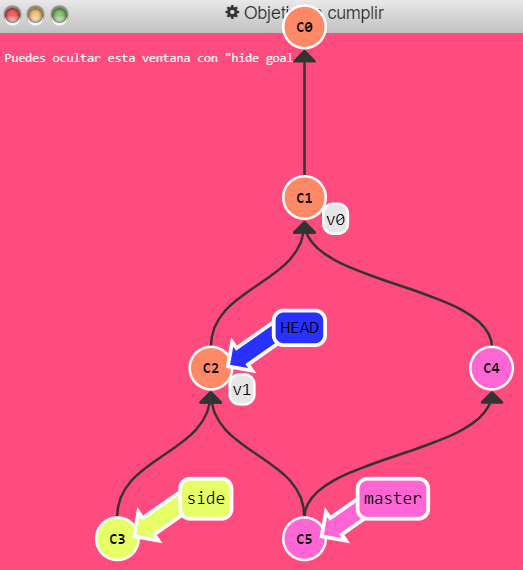 Objeti cumplir
C0
Puedes ocultar esta ventana con "hide goal
C1
v0
HEAD
C2
C4
v1
side
master
C3
C5